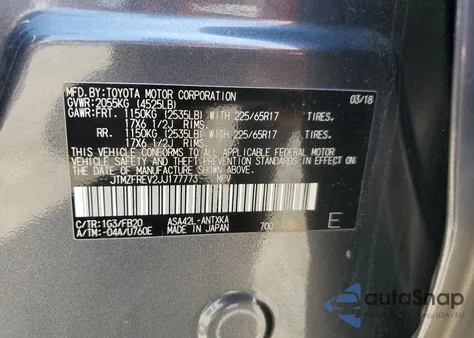 MFD. BY: TOYOTA MOTOR CORPORATION 03/18
GVWR: 2055KG (4525LB)
GAWR: FRT. 1150KG (2535LB) WITH 225/65R17 TIRES,
17X6 1/2J RIMS.
RR. 1150KG (2535LB) WITH 225/65R17 TIRES,
17X6 1/2J RIMS.
THIS VEHICLE CONFORMS TO ALL APPLICABLE FEDERAL MOTOR
VEHICLE SAFETY AND THEFT PREVENTION STANDARDS IN EFFECT ON
THE DATE OF MANUFACTURE SHOWN ABOVE.
JTMZFREV2JJ177773 MPV
C/TR: 1G3/FB20 ASA42L-ANTXKA 700 E
A/TM: -04A/U760E MADE IN JAPAN
autoSnap